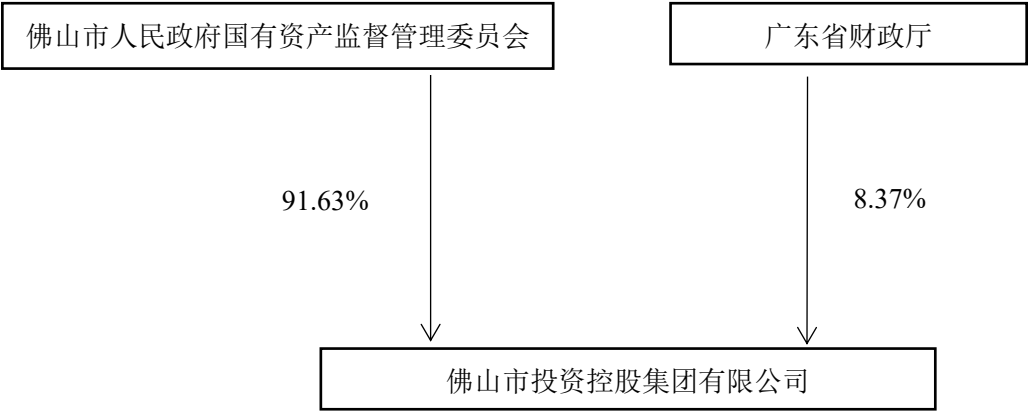 佛山市人民政府国有资产监督管理委员会
广东省财政厅
91.63%
8.37%
佛山市投资控股集团有限公司